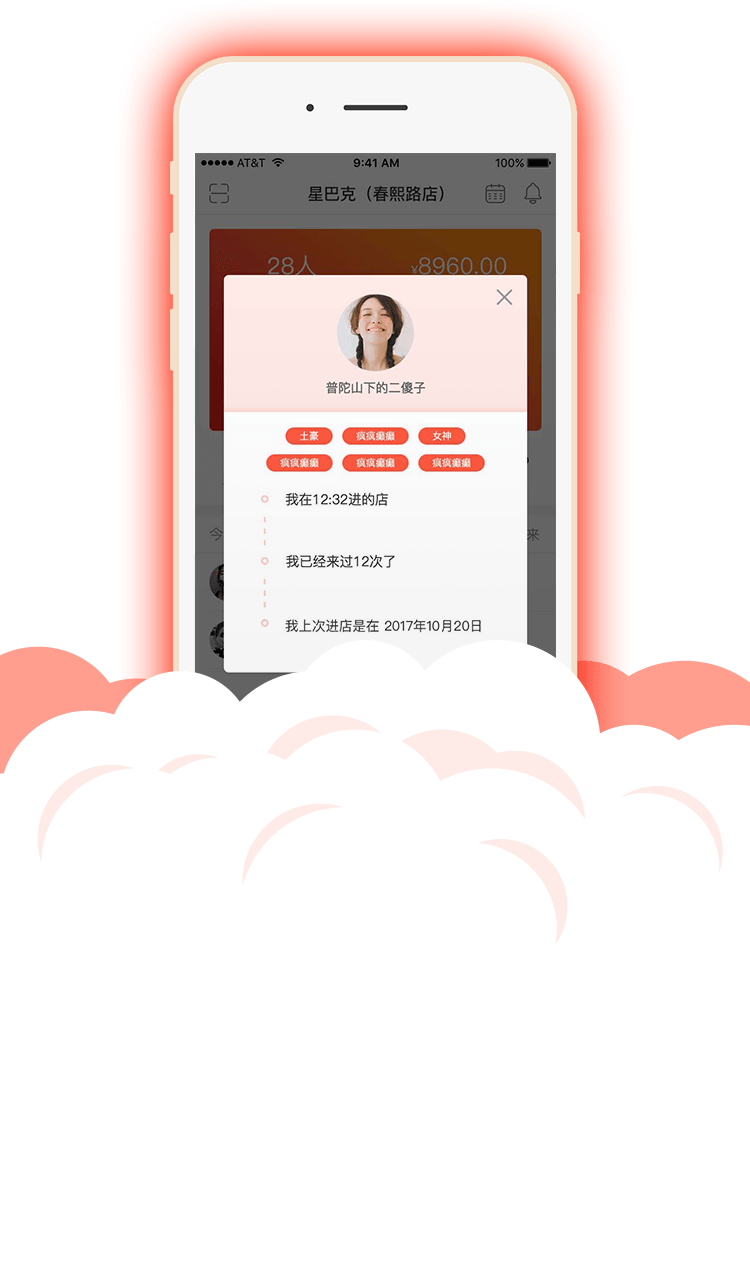 AT&T 9:41 AM 100%
星巴克（春熙路店）
28人 ¥8960.00
普陀山下的二傻子
土豪 疯疯癫癫 女神
疯疯癫癫 疯疯癫癫 疯疯癫癫
我在12:32进的店
今 来
我已经来过12次了
我上次进店是在 2017年10月20日